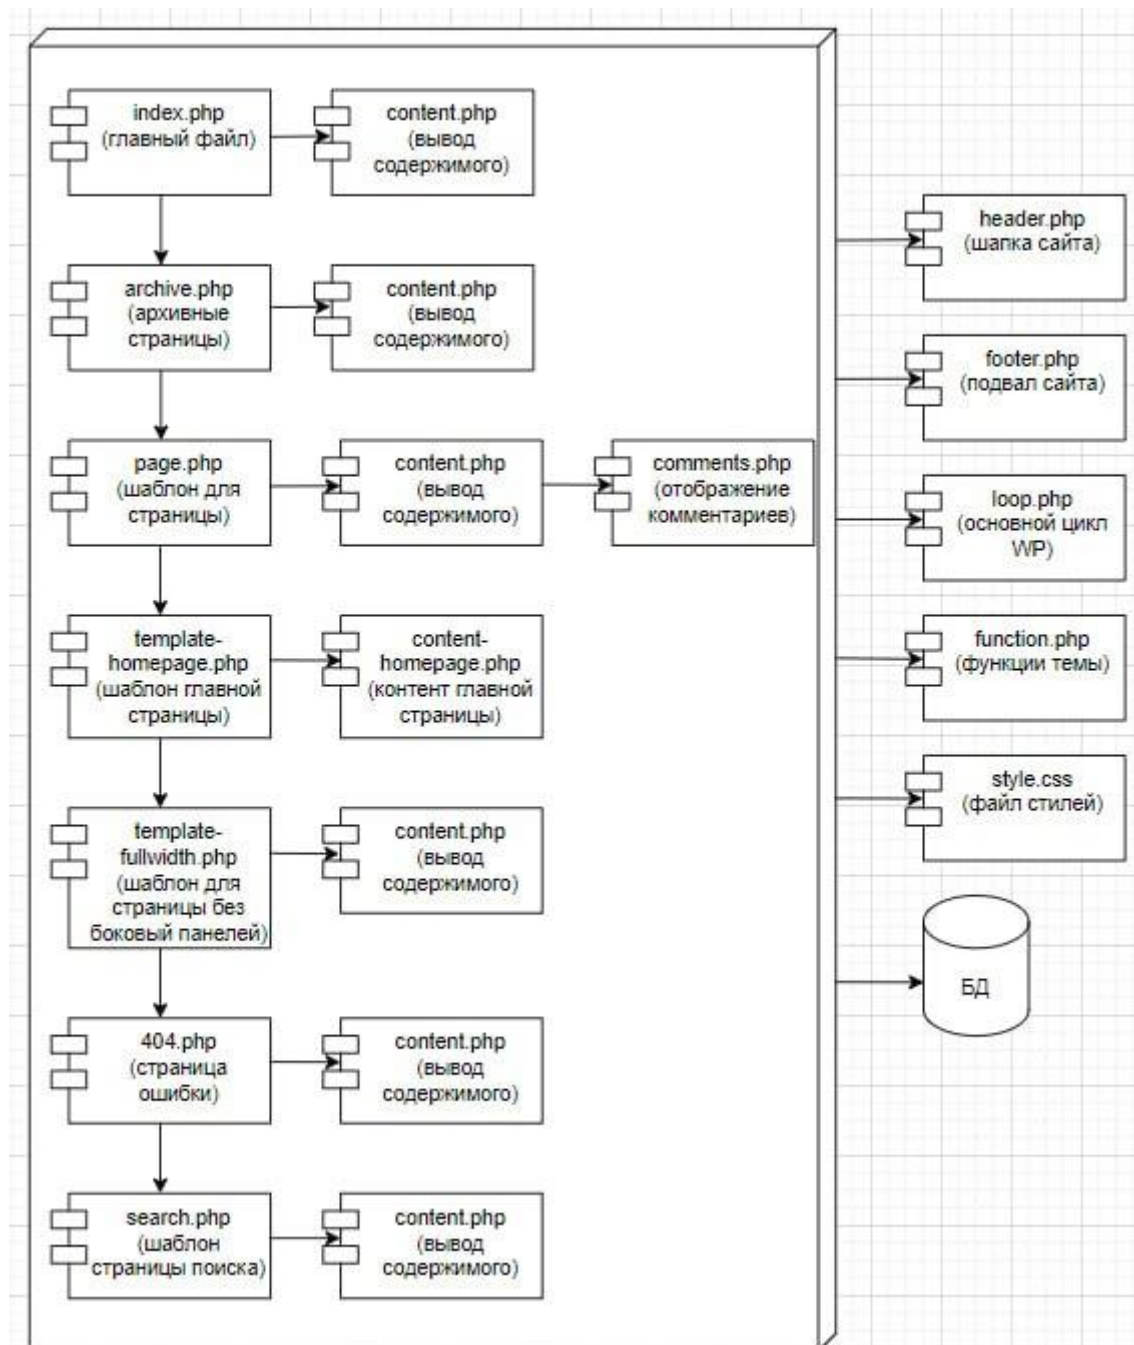 index.php
(главный файл)
content.php
(вывод
содержимого)
archive.php
(архивные
страницы)
content.php
(вывод
содержимого)
page.php
(шаблон для
страницы)
content.php
(вывод
содержимого)
comments.php
(отображение
комментариев)
template-
homepage.php
(шаблон главной
страницы)
content-
homepage.php
(контент главной
страницы)
template-
fullwidth.php
(шаблон для
страницы без
боковый панелей)
content.php
(вывод
содержимого)
404.php
(страница
ошибки)
content.php
(вывод
содержимого)
search.php
(шаблон
страницы поиска)
content.php
(вывод
содержимого)
header.php
(шапка сайта)
footer.php
(подвал сайта)
loop.php
(основной цикл
WP)
function.php
(функции темы)
style.css
(файл стилей)
БД